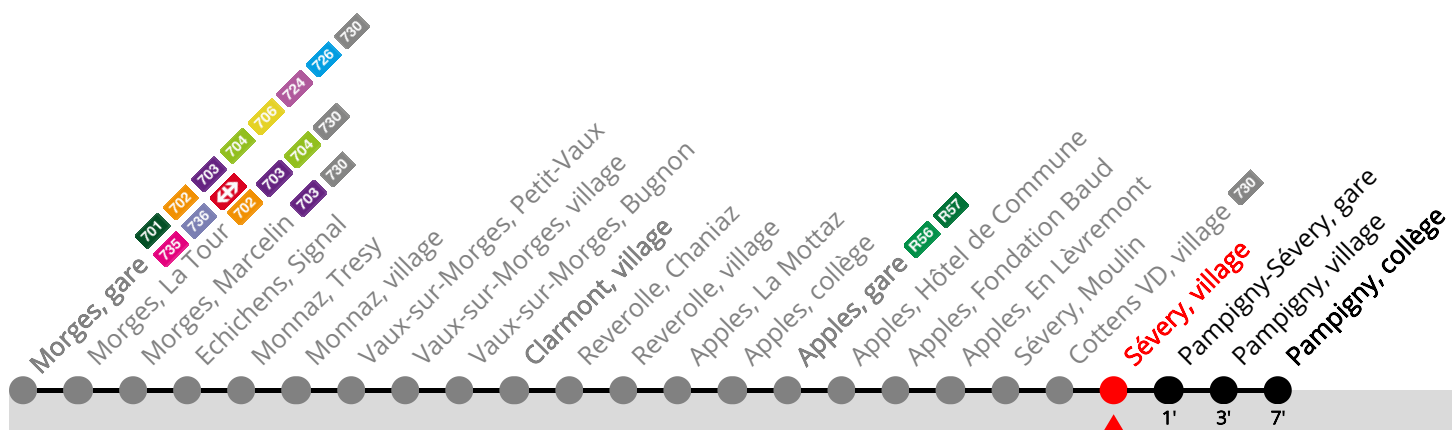 Morges, gare 701 702 703 704 706 724 726 730
735 736
Morges, La Tour 702 703 704 730
Morges, Marcelin 703 730
Echichens, Signal
Monnaz, Tresy
Monnaz, village
Vaux-sur-Morges, Petit-Vaux
Vaux-sur-Morges, village
Vaux-sur-Morges, Bugnon
Clarmont, village
Reverolle, Chaniaz
Reverolle, village
Apples, La Mottaz
Apples, collège
Apples, gare R56 R57
Apples, Hôtel de Commune
Apples, Fondation Baud
Apples, En Lèvremont
Sévery, Moulin
Cottens VD, village 730
Sévery, village
Pampigny-Sévery, gare
Pampigny, village
Pampigny, collège
1' 3' 7'